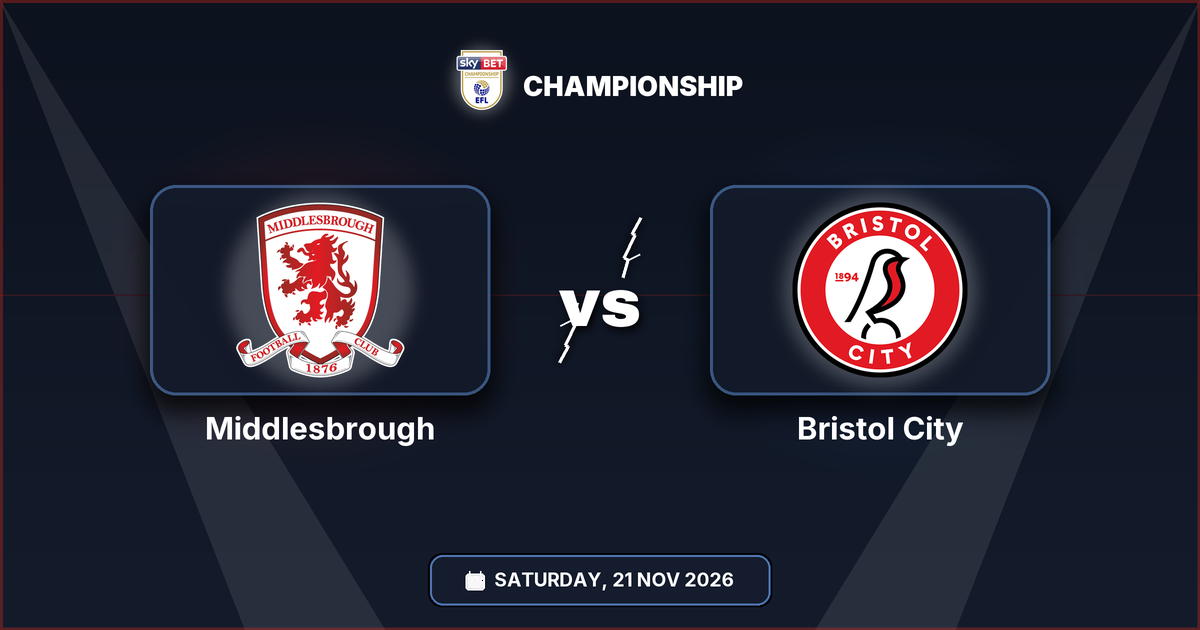 sky BET
CHAMPIONSHIP
EFL
CHAMPIONSHIP
MIDDLESBROUGH
FOOTBALL CLUB
1876
BRISTOL
1894
CITY
vs
Middlesbrough
Bristol City
SATURDAY, 21 NOV 2026